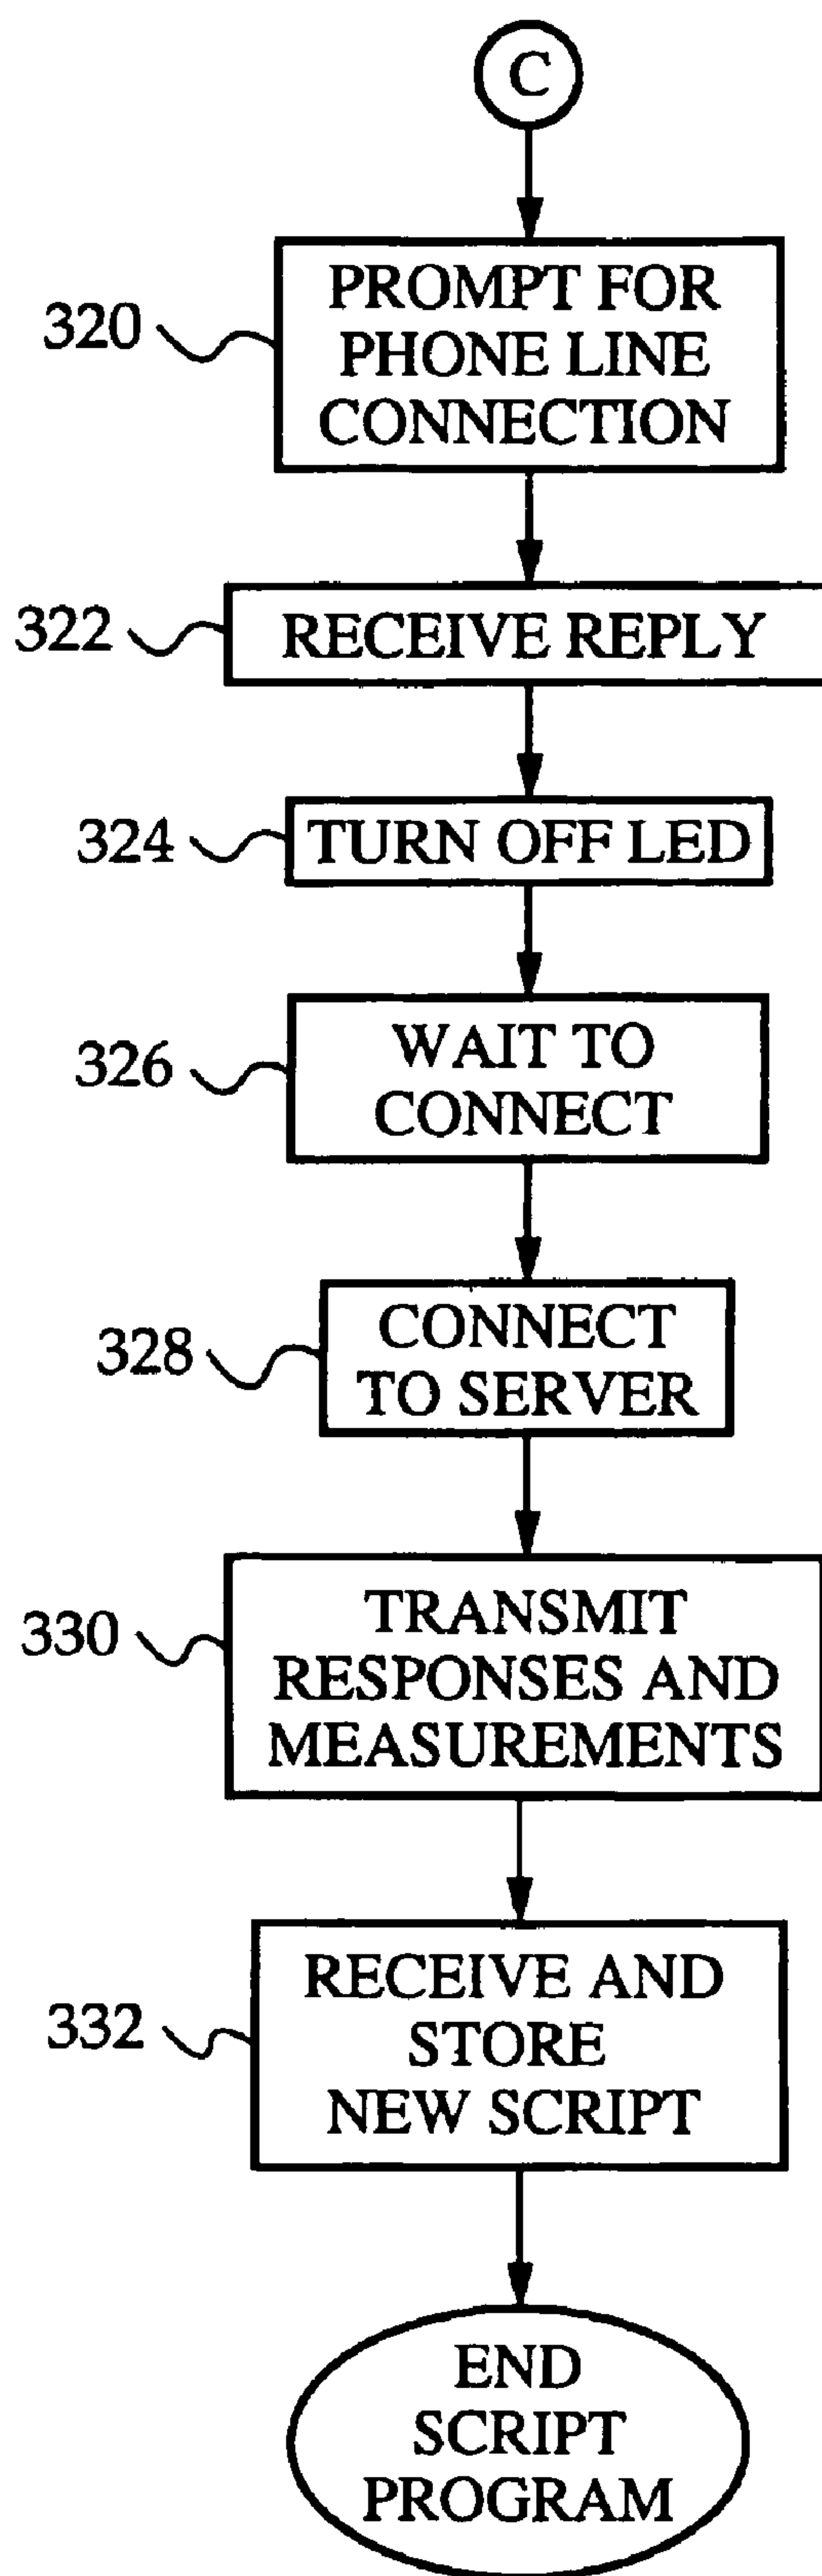 C
320
PROMPT FOR
PHONE LINE
CONNECTION
322
RECEIVE REPLY
324
TURN OFF LED
326
WAIT TO
CONNECT
328
CONNECT
TO SERVER
330
TRANSMIT
RESPONSES AND
MEASUREMENTS
332
RECEIVE AND
STORE
NEW SCRIPT
END
SCRIPT
PROGRAM